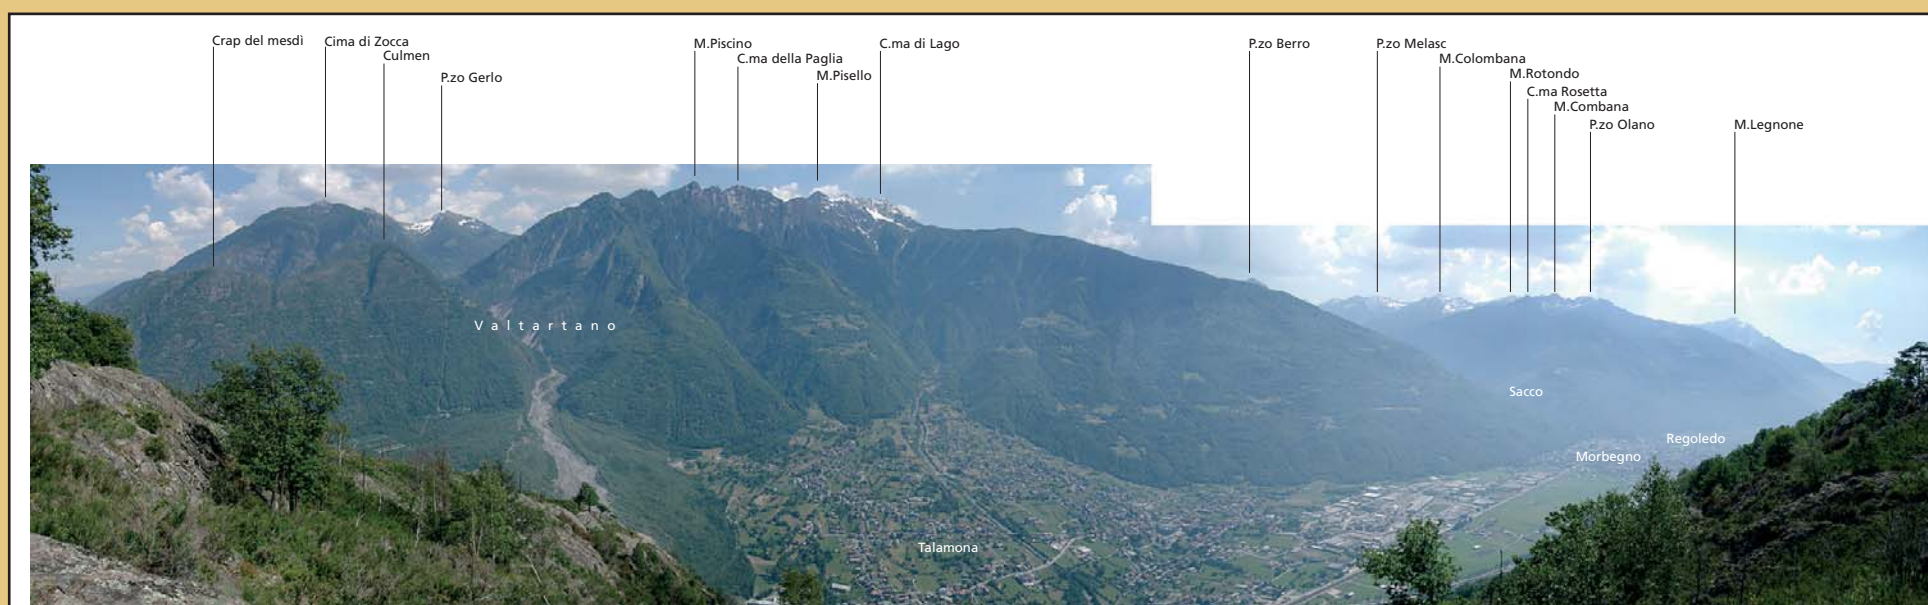 Crap del mesdì
Cima di Zocca
Culmen
P.zo Gerlo
M.Piscino
C.ma della Paglia
M.Pisello
C.ma di Lago
P.zo Berro
P.zo Melasc
M.Colombana
M.Rotondo
C.ma Rosetta
M.Combana
P.zo Olano
M.Legnone
Valtartano
Sacco
Regoledo
Morbegno
Talamona